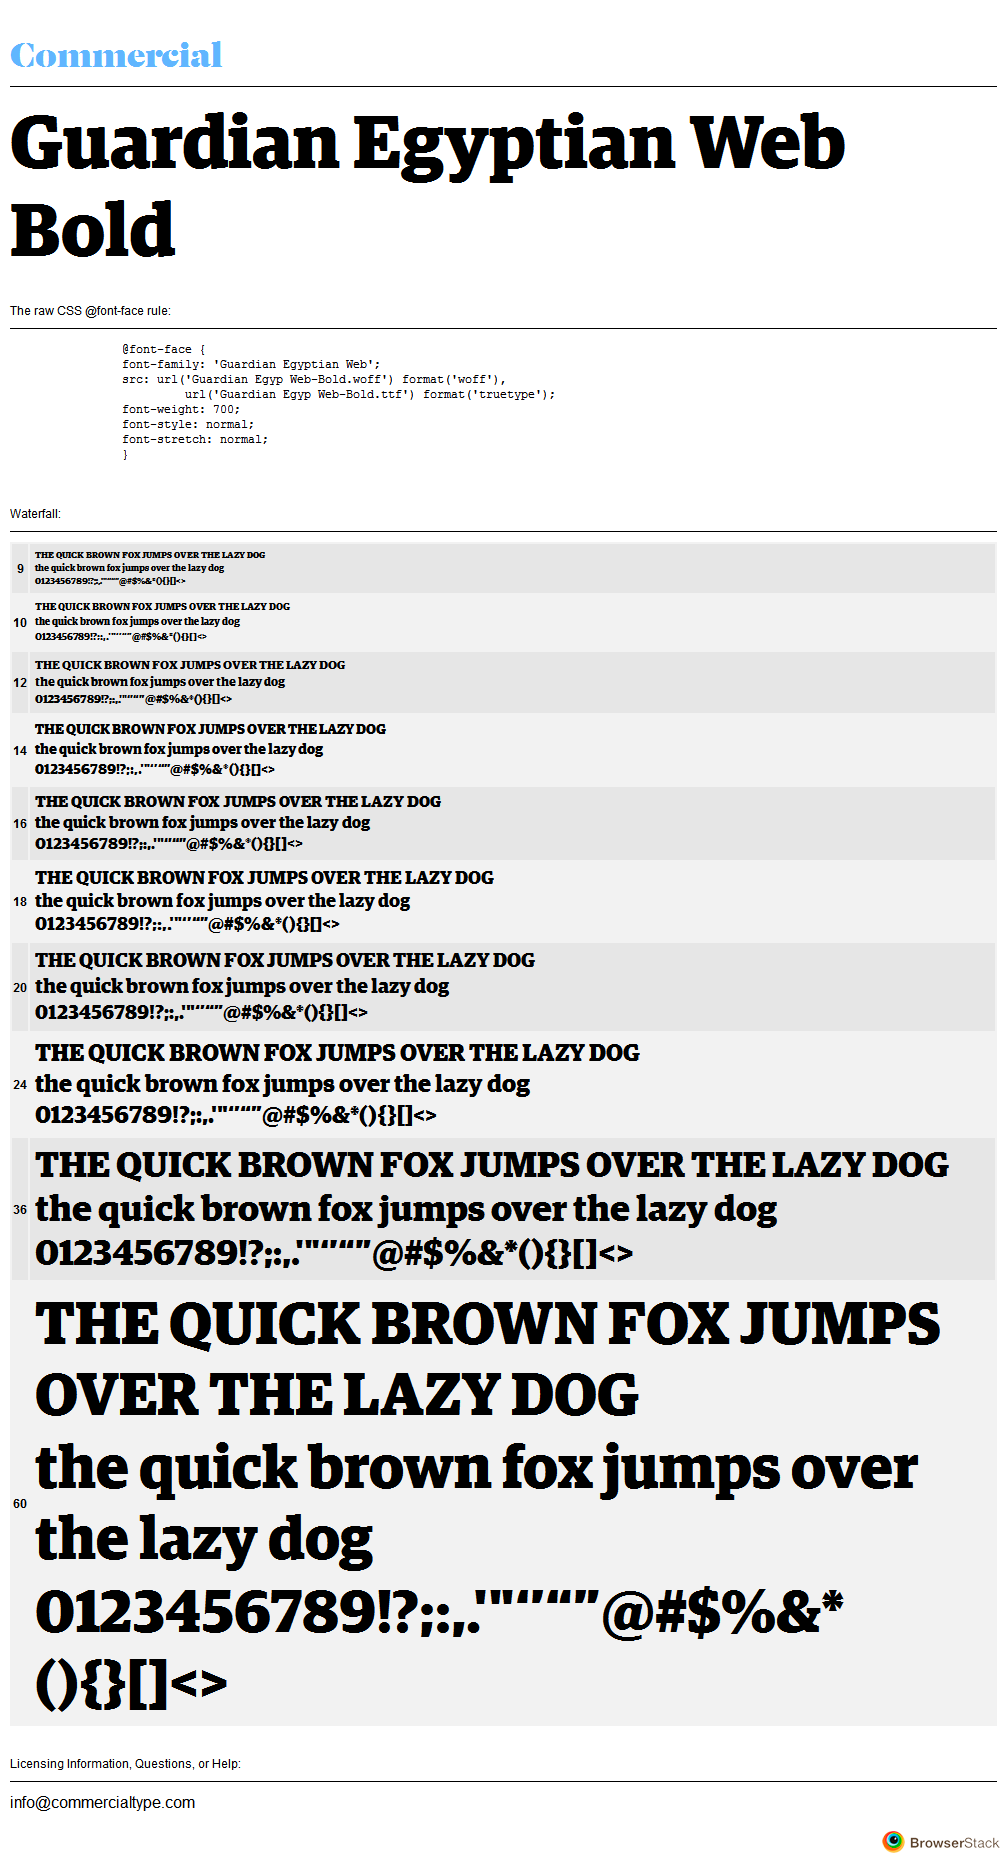 Commercial
Guardian Egyptian Web
Bold
The raw CSS @font-face rule:
@font-face {
font-family: 'Guardian Egyptian Web';
src: url('Guardian Egyp Web-Bold.woff') format('woff'),
url('Guardian Egyp Web-Bold.ttf') format('truetype');
font-weight: 700;
font-style: normal;
font-stretch: normal;
}
Waterfall:
THE QUICK BROWN FOX JUMPS OVER THE LAZY DOG
9 the quick brown fox jumps over the lazy dog
0123456789!?;:,.'"‘’“”@#$%&*(){}[]<>
THE QUICK BROWN FOX JUMPS OVER THE LAZY DOG
10 the quick brown fox jumps over the lazy dog
0123456789!?;:,.'"‘’“”@#$%&*(){}[]<>
THE QUICK BROWN FOX JUMPS OVER THE LAZY DOG
12 the quick brown fox jumps over the lazy dog
0123456789!?;:,.'"‘’“”@#$%&*(){}[]<>
THE QUICK BROWN FOX JUMPS OVER THE LAZY DOG
14 the quick brown fox jumps over the lazy dog
0123456789!?;:,.'"‘’“”@#$%&*(){}[]<>
THE QUICK BROWN FOX JUMPS OVER THE LAZY DOG
16 the quick brown fox jumps over the lazy dog
0123456789!?;:,.'"‘’“”@#$%&*(){}[]<>
THE QUICK BROWN FOX JUMPS OVER THE LAZY DOG
18 the quick brown fox jumps over the lazy dog
0123456789!?;:,.'"‘’“”@#$%&*(){}[]<>
THE QUICK BROWN FOX JUMPS OVER THE LAZY DOG
20 the quick brown fox jumps over the lazy dog
0123456789!?;:,.'"‘’“”@#$%&*(){}[]<>
THE QUICK BROWN FOX JUMPS OVER THE LAZY DOG
24 the quick brown fox jumps over the lazy dog
0123456789!?;:,.'"‘’“”@#$%&*(){}[]<>
THE QUICK BROWN FOX JUMPS OVER THE LAZY DOG
36 the quick brown fox jumps over the lazy dog
0123456789!?;:,.'"‘’“”@#$%&*(){}[]<>
THE QUICK BROWN FOX JUMPS
OVER THE LAZY DOG
the quick brown fox jumps over
60 the lazy dog
0123456789!?;:,.'"‘’“”@#$%&*
(){}[]<>
Licensing Information, Questions, or Help:
info@commercialtype.com
BrowserStack